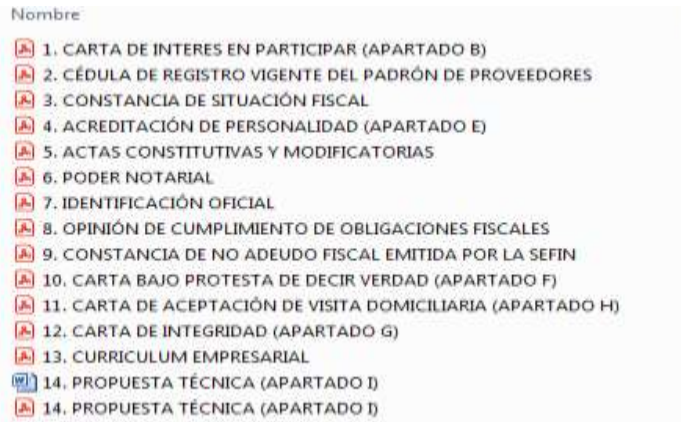 Nombre
1. CARTA DE INTERES EN PARTICIPAR (APARTADO B)
2. CÉDULA DE REGISTRO VIGENTE DEL PADRÓN DE PROVEEDORES
3. CONSTANCIA DE SITUACIÓN FISCAL
4. ACREDITACIÓN DE PERSONALIDAD (APARTADO E)
5. ACTAS CONSTITUTIVAS Y MODIFICATORIAS
6. PODER NOTARIAL
7. IDENTIFICACIÓN OFICIAL
8. OPINIÓN DE CUMPLIMIENTO DE OBLIGACIONES FISCALES
9. CONSTANCIA DE NO ADEUDO FISCAL EMITIDA POR LA SEFIN
10. CARTA BAJO PROTESTA DE DECIR VERDAD (APARTADO F)
11. CARTA DE ACEPTACIÓN DE VISITA DOMICILIARIA (APARTADO H)
12. CARTA DE INTEGRIDAD (APARTADO G)
13. CURRICULUM EMPRESARIAL
14. PROPUESTA TÉCNICA (APARTADO I)
14. PROPUESTA TÉCNICA (APARTADO I)